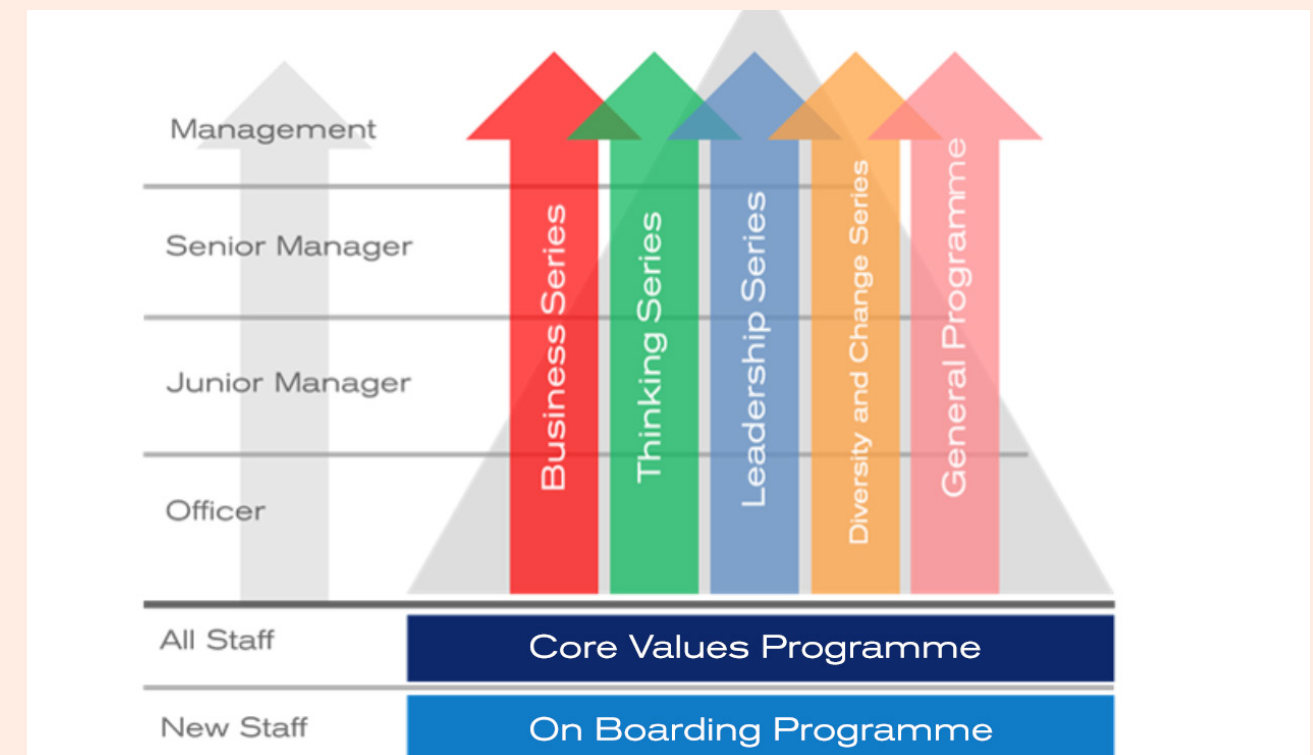 Management
Senior Manager
Junior Manager
Officer
Business Series
Thinking Series
Leadership Series
Diversity and Change Series
General Programme
All Staff
Core Values Programme
New Staff
On Boarding Programme